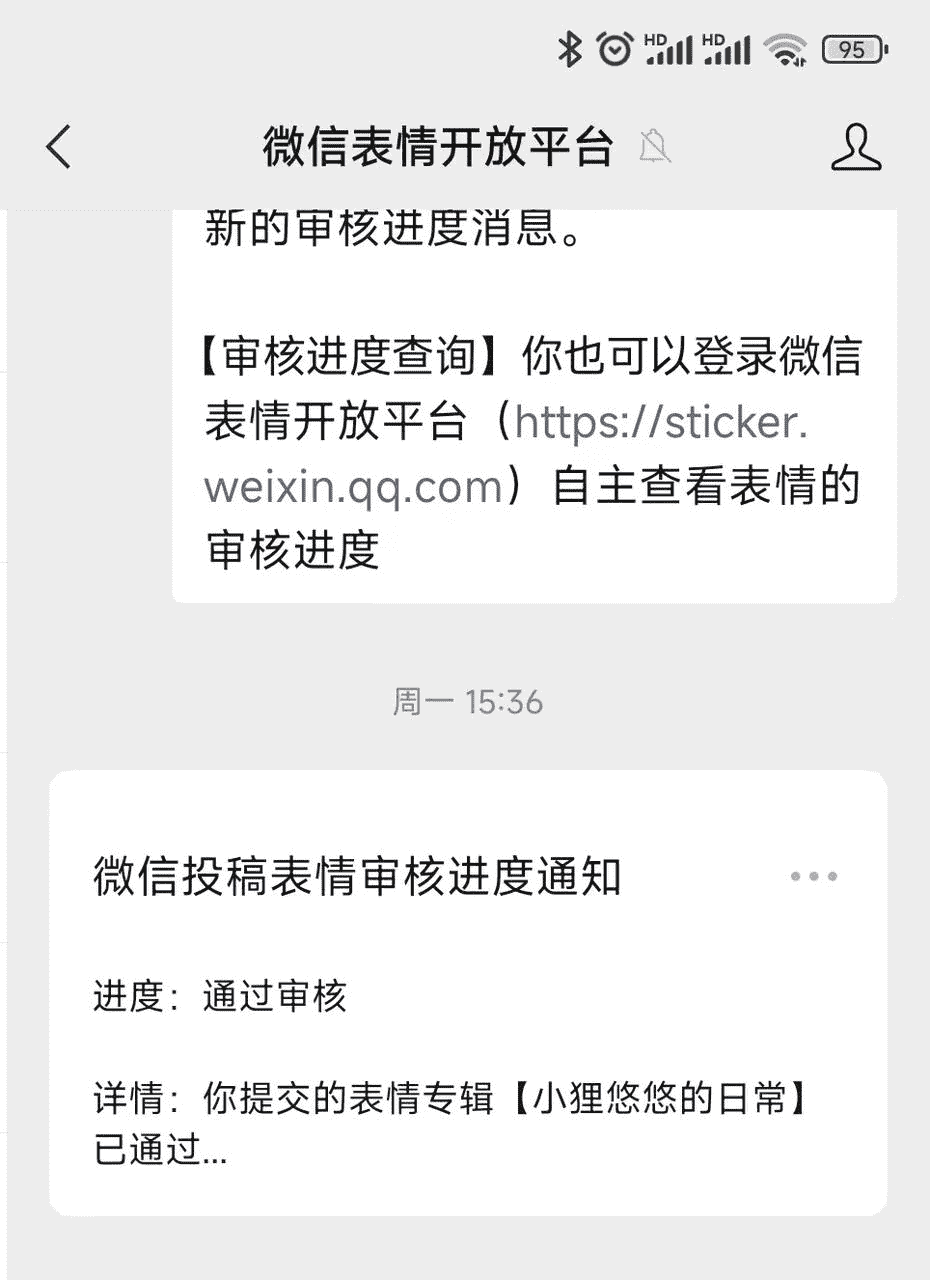 HD HD 95
微信表情开放平台
新的审核进度消息。
【审核进度查询】你也可以登录微信
表情开放平台（https://sticker.
weixin.qq.com）自主查看表情的
审核进度
周一 15:36
微信投稿表情审核进度通知
进度：通过审核
详情：你提交的表情专辑【小狸悠悠的日常】
已通过...